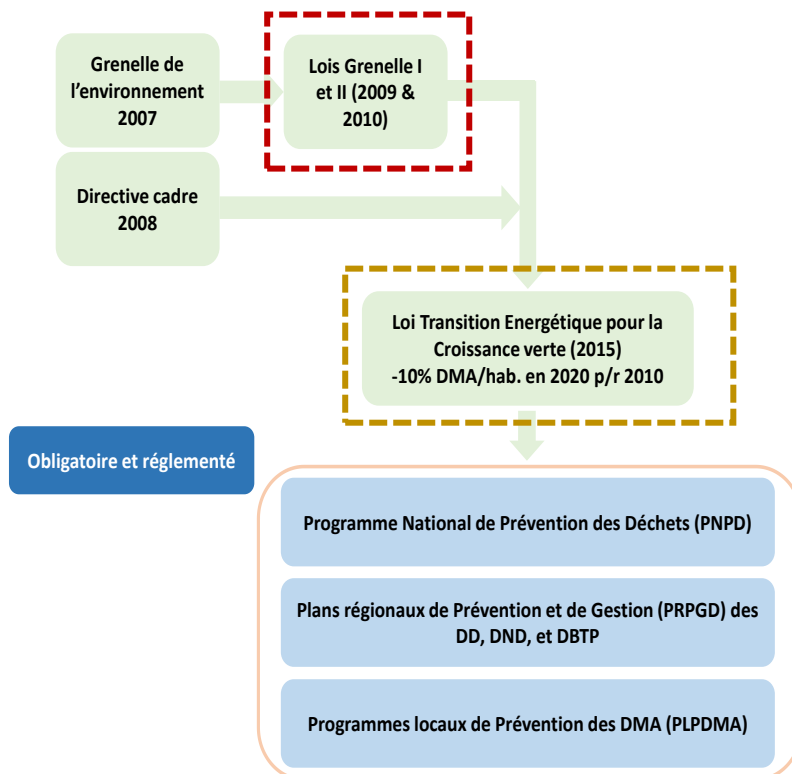 Grenelle de
l'environnement
2007
Lois Grenelle I
et II (2009 &
2010)
Directive cadre
2008
Loi Transition Energétique pour la
Croissance verte (2015)
-10% DMA/hab. en 2020 p/r 2010
Obligatoire et réglementé
Programme National de Prévention des Déchets (PNPD)
Plans régionaux de Prévention et de Gestion (PRPGD) des
DD, DND, et DBTP
Programmes locaux de Prévention des DMA (PLPDMA)